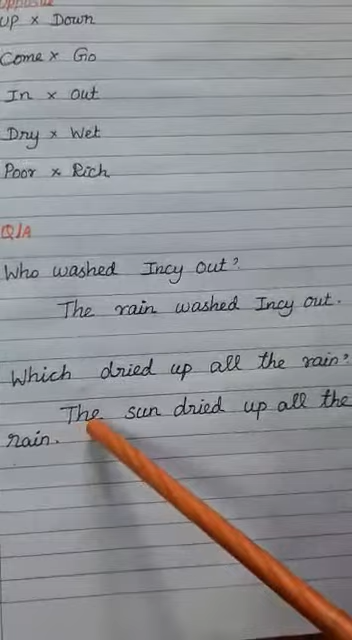 Opposite
Up × Down
Come × Go
In × out
Dry × Wet
Poor × Rich
Q/A
Who washed Incy out?
The rain washed Incy out.
Which dried up all the rain?
The sun dried up all the
rain.